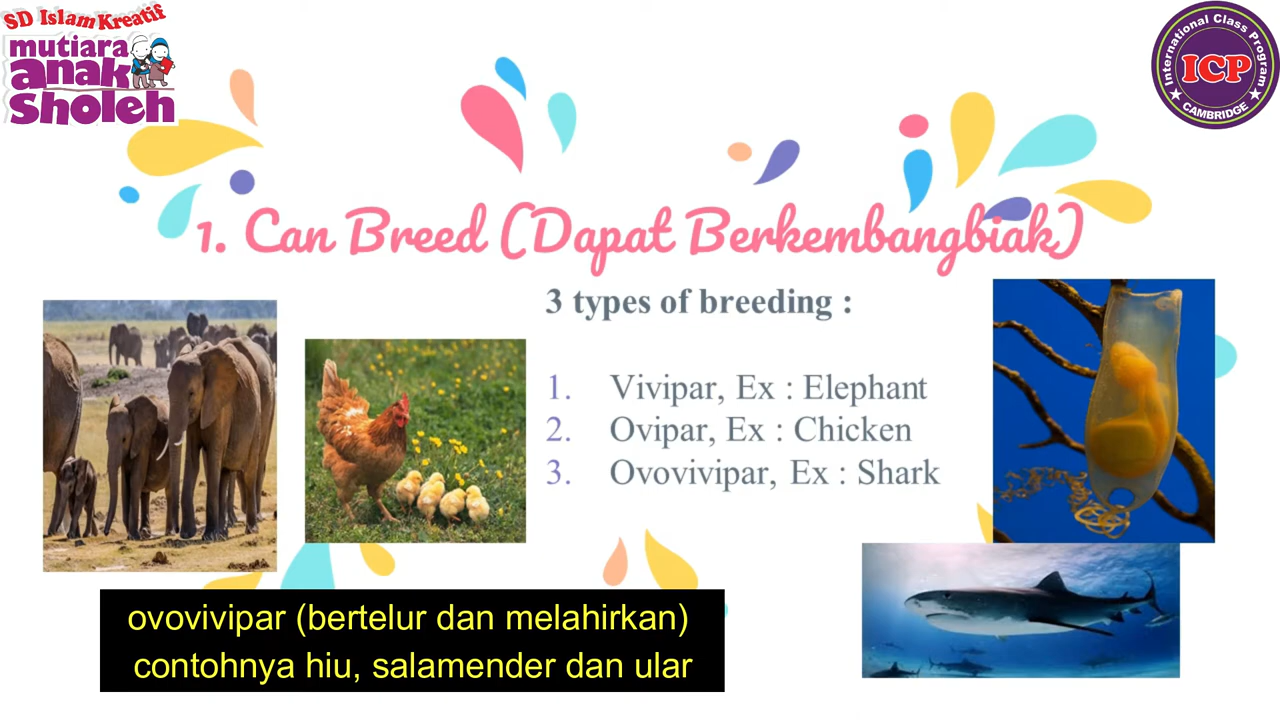 SD Islam Kreatif
mutiara
anak
Sholeh
International Class Program
ICP
CAMBRIDGE
1. Can Breed (Dapat Berkembangbiak)
3 types of breeding :
1. Vivipar, Ex : Elephant
2. Ovipar, Ex : Chicken
3. Ovovivipar, Ex : Shark
ovovivipar (bertelur dan melahirkan)
contohnya hiu, salamender dan ular